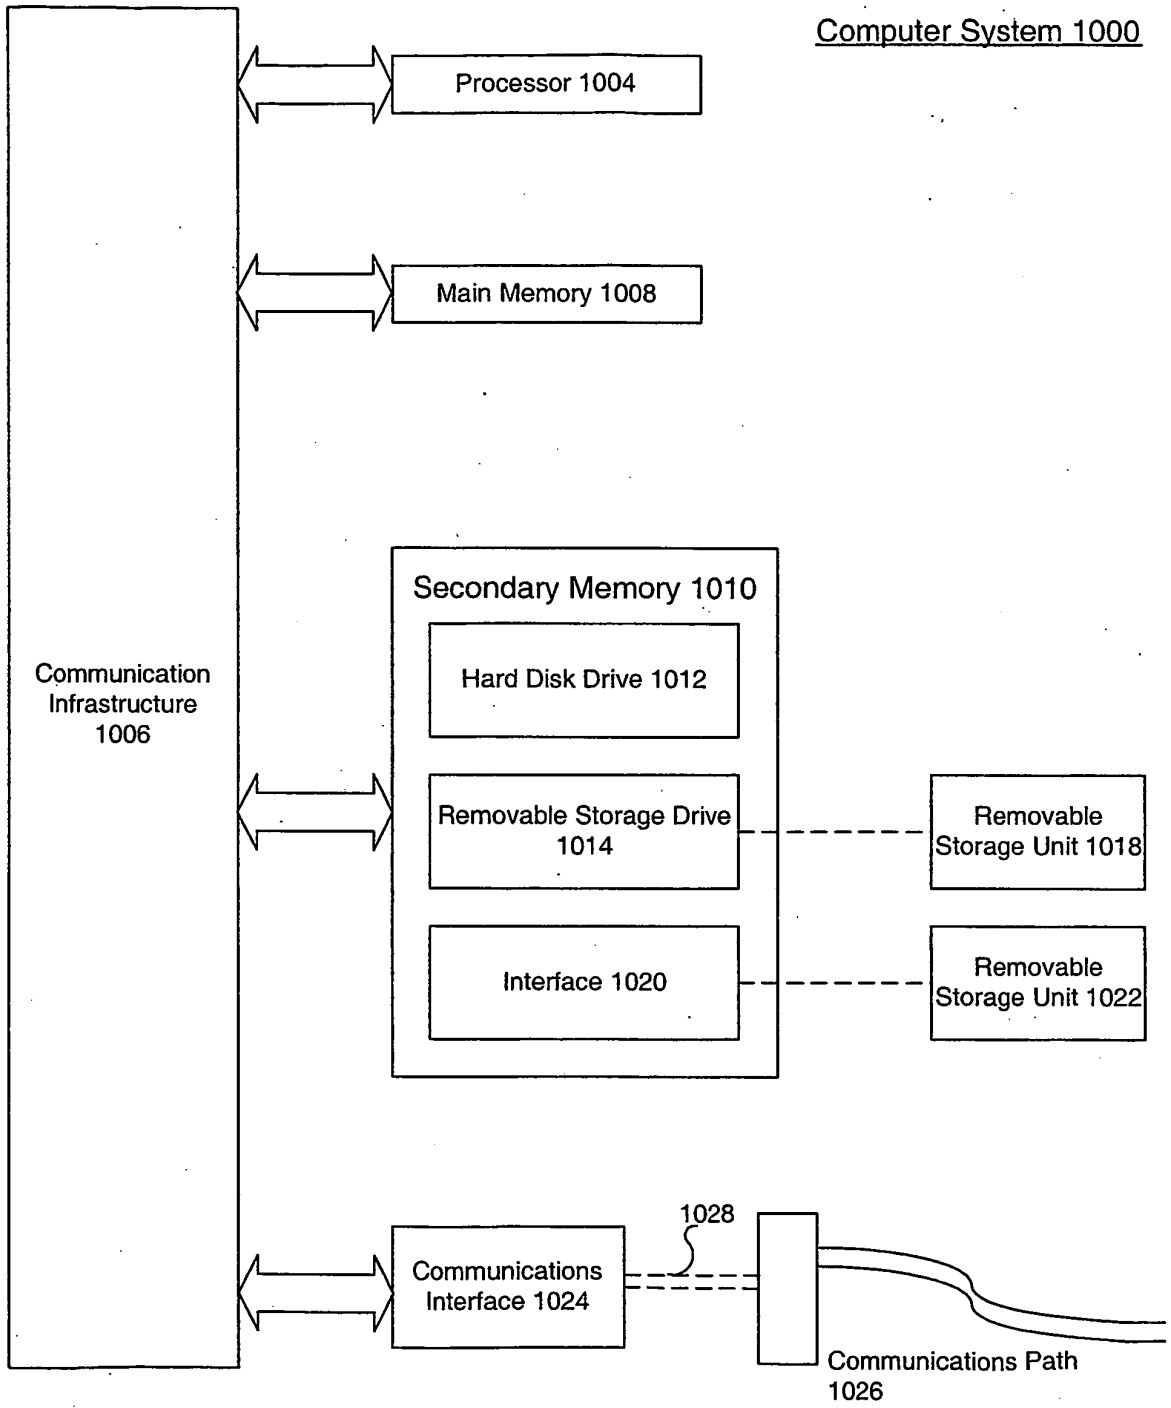 Computer System 1000
Processor 1004
Main Memory 1008
Secondary Memory 1010
Hard Disk Drive 1012
Communication
Infrastructure
1006
Removable Storage Drive
1014
Removable
Storage Unit 1018
Interface 1020
Removable
Storage Unit 1022
1028
Communications
Interface 1024
Communications Path
1026